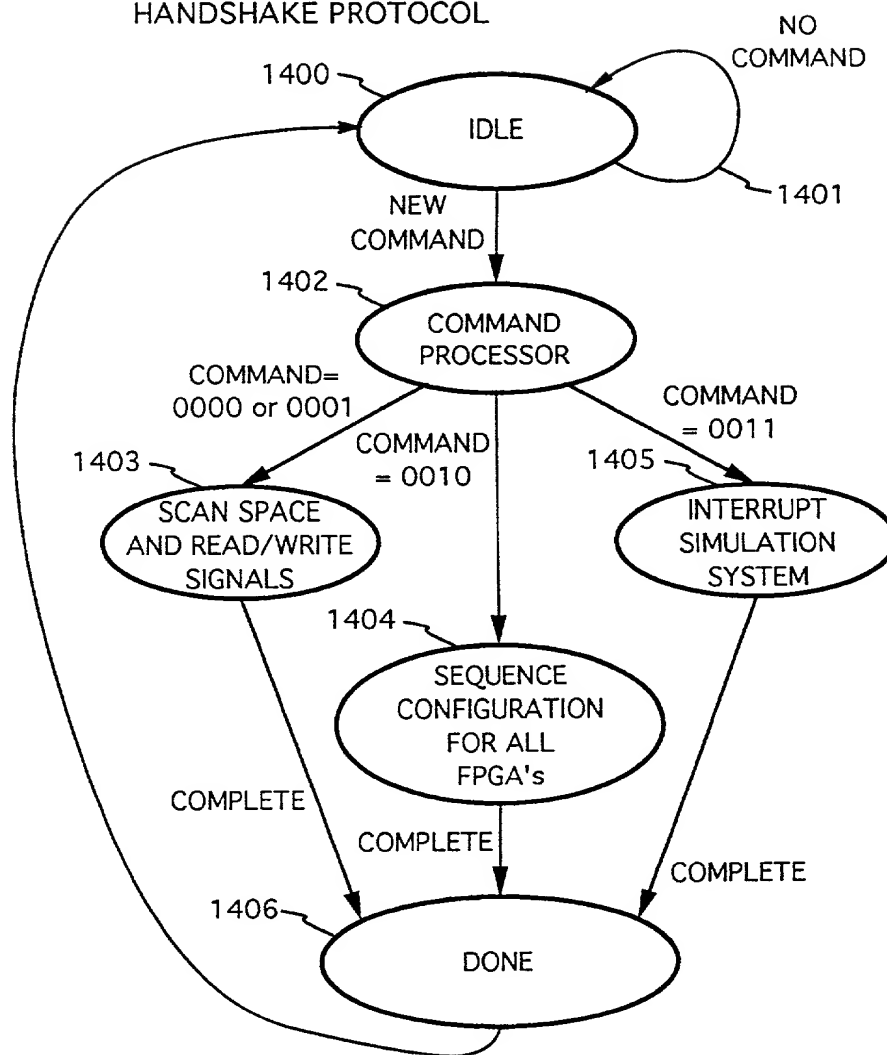 HANDSHAKE PROTOCOL
NO
COMMAND
1400
IDLE
1401
NEW
COMMAND
1402
COMMAND
PROCESSOR
COMMAND=
0000 or 0001
COMMAND
= 0010
COMMAND
= 0011
1403
SCAN SPACE
AND READ/WRITE
SIGNALS
1405
INTERRUPT
SIMULATION
SYSTEM
1404
SEQUENCE
CONFIGURATION
FOR ALL
FPGA's
COMPLETE
COMPLETE
COMPLETE
1406
DONE